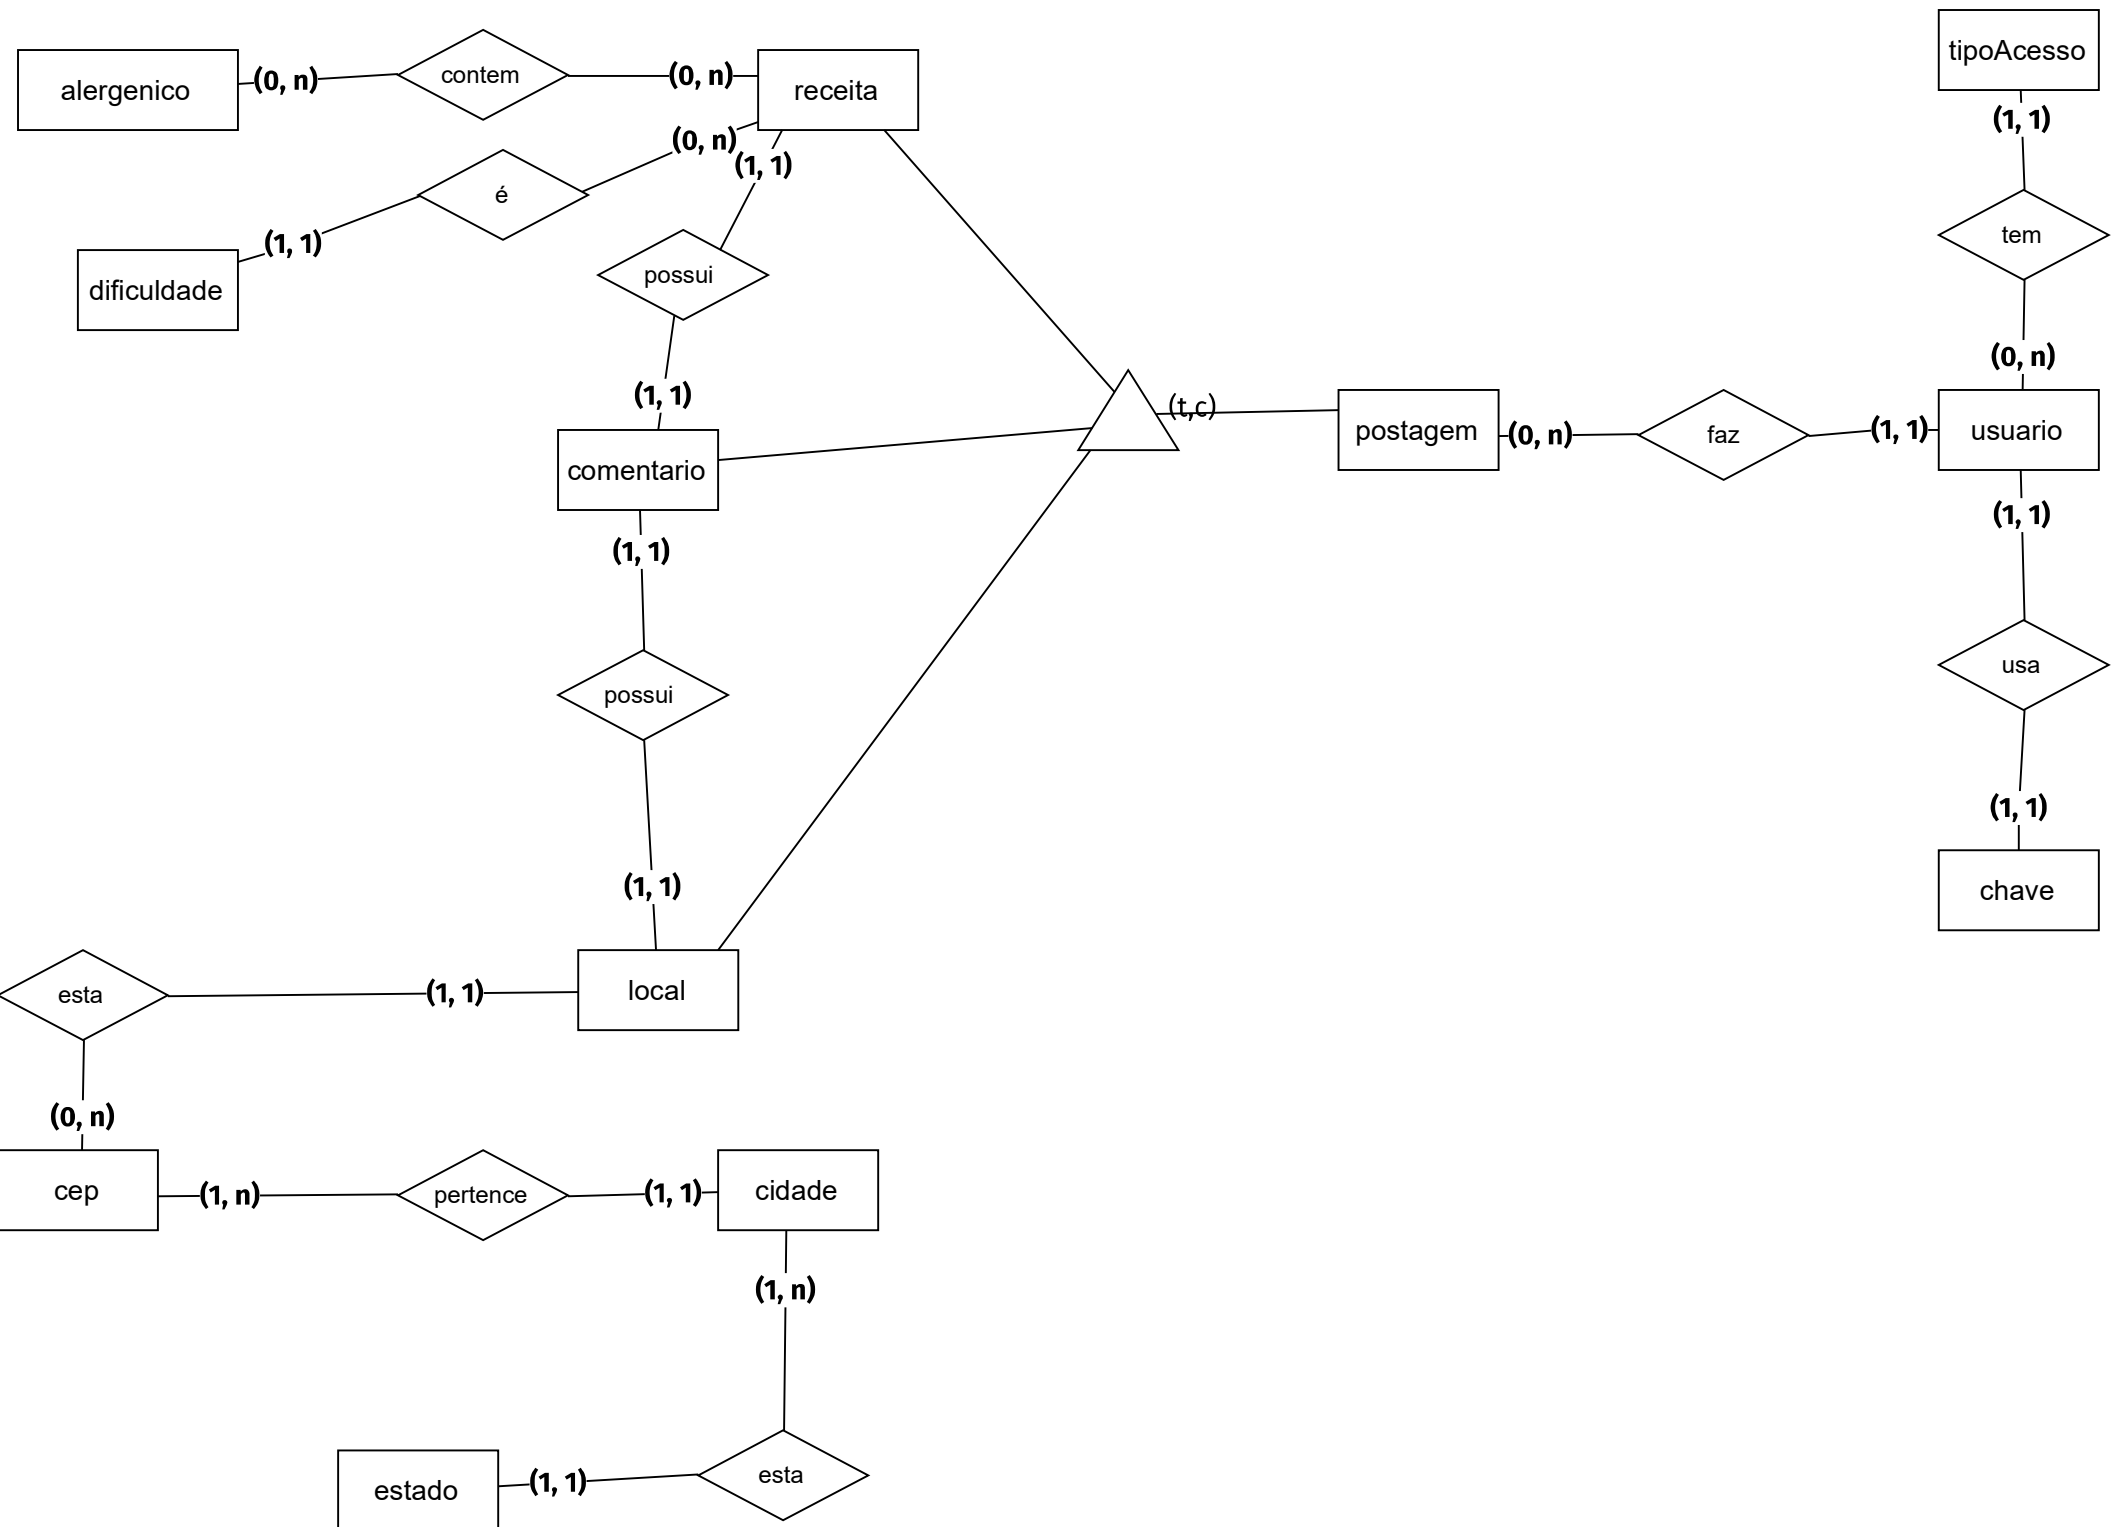 tipoAcesso
alergenico
(0, n)
contem
(0, n)
receita
(1, 1)
(0, n)
(1, 1)
é
(1, 1)
dificuldade
possui
tem
(0, n)
(1, 1)
(t,c)
postagem
(0, n)
faz
(1, 1)
usuario
comentario
(1, 1)
(1, 1)
possui
usa
(1, 1)
(1, 1)
chave
esta
(1, 1)
local
(0, n)
cep
(1, n)
pertence
(1, 1)
cidade
(1, n)
estado
(1, 1)
esta